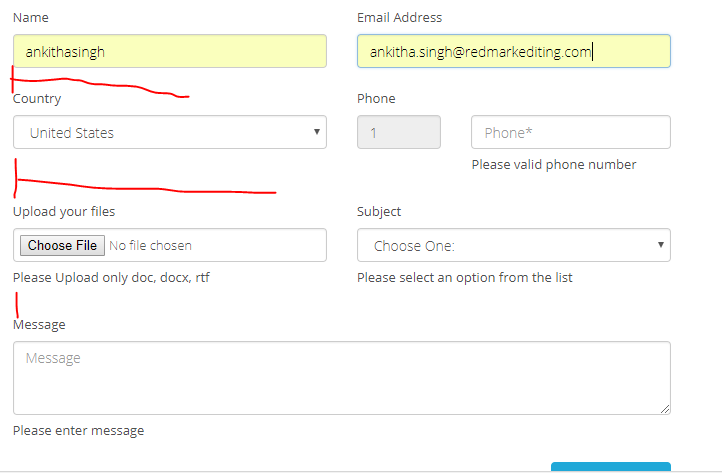 Name Email Address
ankithasingh ankitha.singh@redmarkediting.com
Country Phone
United States 1 Phone*
Please valid phone number
Upload your files Subject
Choose File No file chosen Choose One:
Please Upload only doc, docx, rtf Please select an option from the list
Message
Message
Please enter message